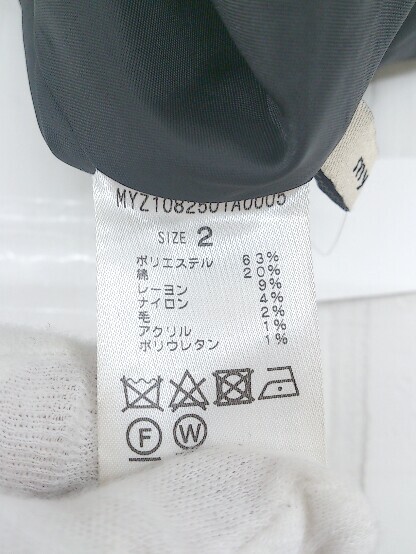 MYZ1082501A0005
my
SIZE 2
ポリエステル 63%
綿 20%
レーヨン 9%
ナイロン 4%
毛 2%
アクリル 1%
ポリウレタン 1%
F W